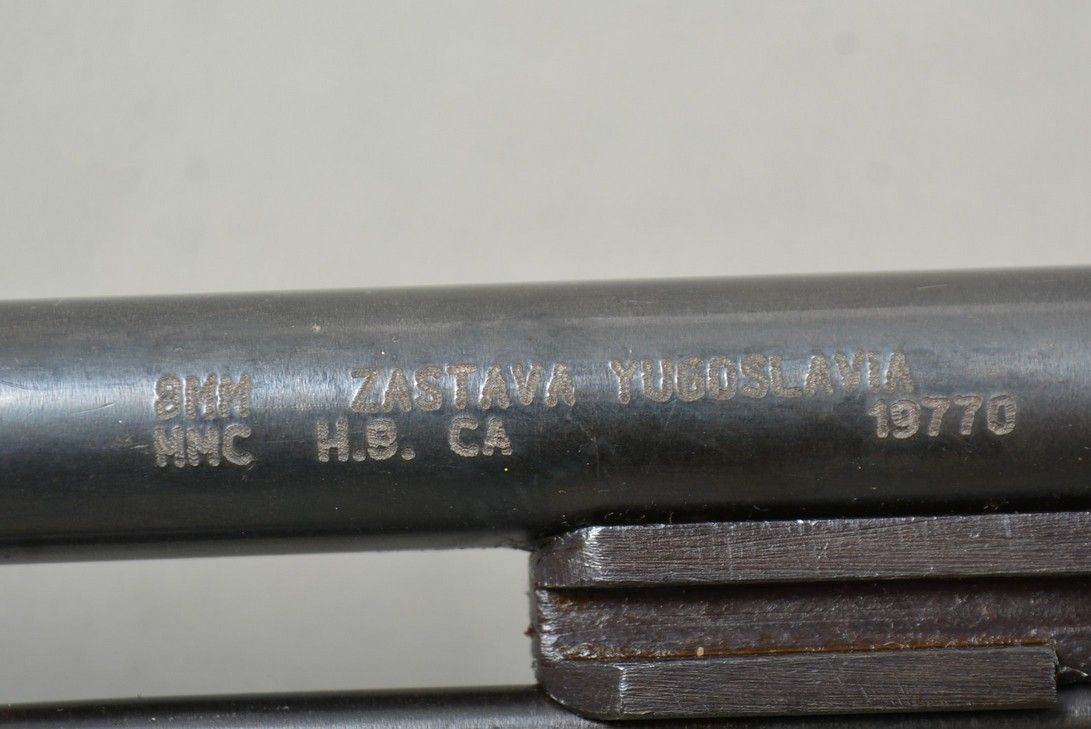 8MM ZASTAVA YUGOSLAVIA
MMC H.B. CA 19770